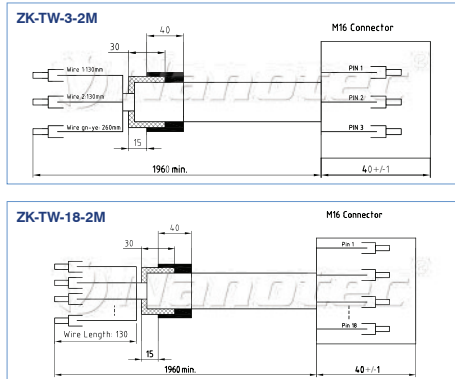 ZK-TW-3-2M
M16 Connector
40
30
Wire 1-130mm
PIN 1
Wire 2-130mm
PIN 2
Wire gn-ye- 260mm
PIN 3
Nanotec
15
1960 min.
40+/-1
ZK-TW-18-2M
M16 Connector
40
30
Pin 1
Nanotec
Pin 18
Wire Length: 130
15
1960 min.
40+/-1